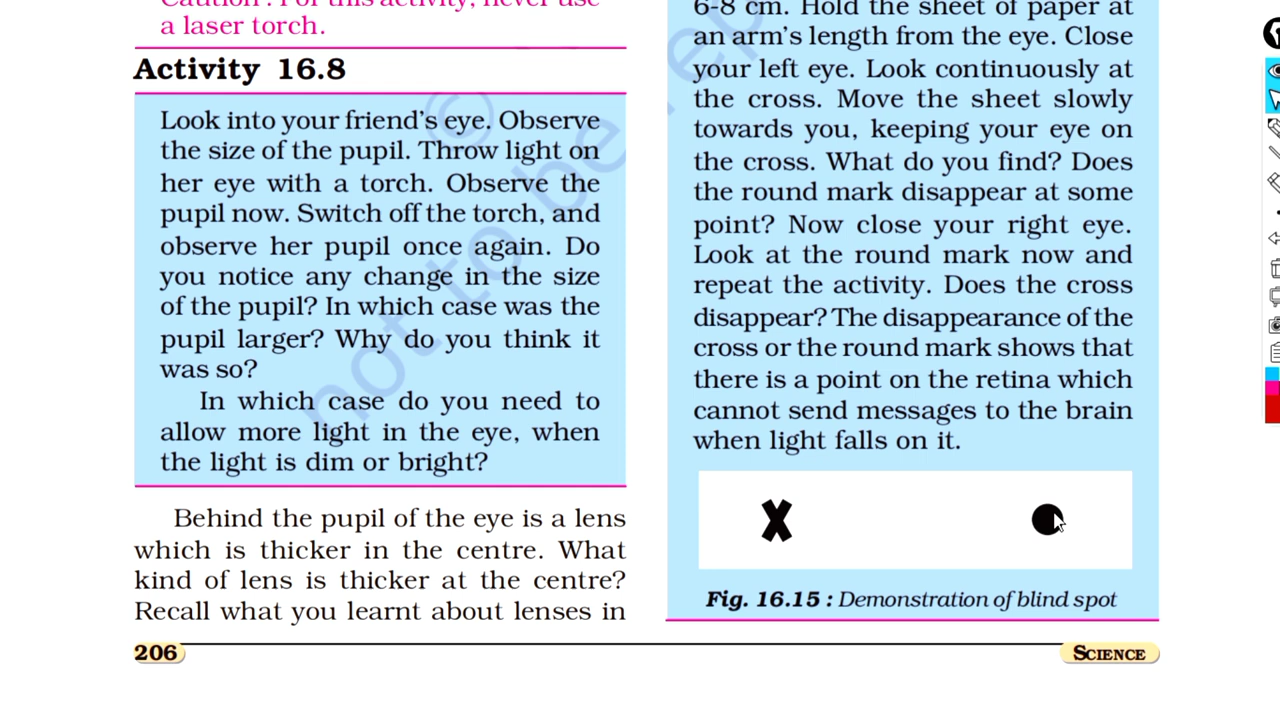 Caution : For this activity, never use
a laser torch.
Activity 16.8
Look into your friend's eye. Observe
the size of the pupil. Throw light on
her eye with a torch. Observe the
pupil now. Switch off the torch, and
observe her pupil once again. Do
you notice any change in the size
of the pupil? In which case was the
pupil larger? Why do you think it
was so?
In which case do you need to
allow more light in the eye, when
the light is dim or bright?
Behind the pupil of the eye is a lens
which is thicker in the centre. What
kind of lens is thicker at the centre?
Recall what you learnt about lenses in
6-8 cm. Hold the sheet of paper at
an arm's length from the eye. Close
your left eye. Look continuously at
the cross. Move the sheet slowly
towards you, keeping your eye on
the cross. What do you find? Does
the round mark disappear at some
point? Now close your right eye.
Look at the round mark now and
repeat the activity. Does the cross
disappear? The disappearance of the
cross or the round mark shows that
there is a point on the retina which
cannot send messages to the brain
when light falls on it.
Fig. 16.15 : Demonstration of blind spot
206
SCIENCE
©
not to be rep